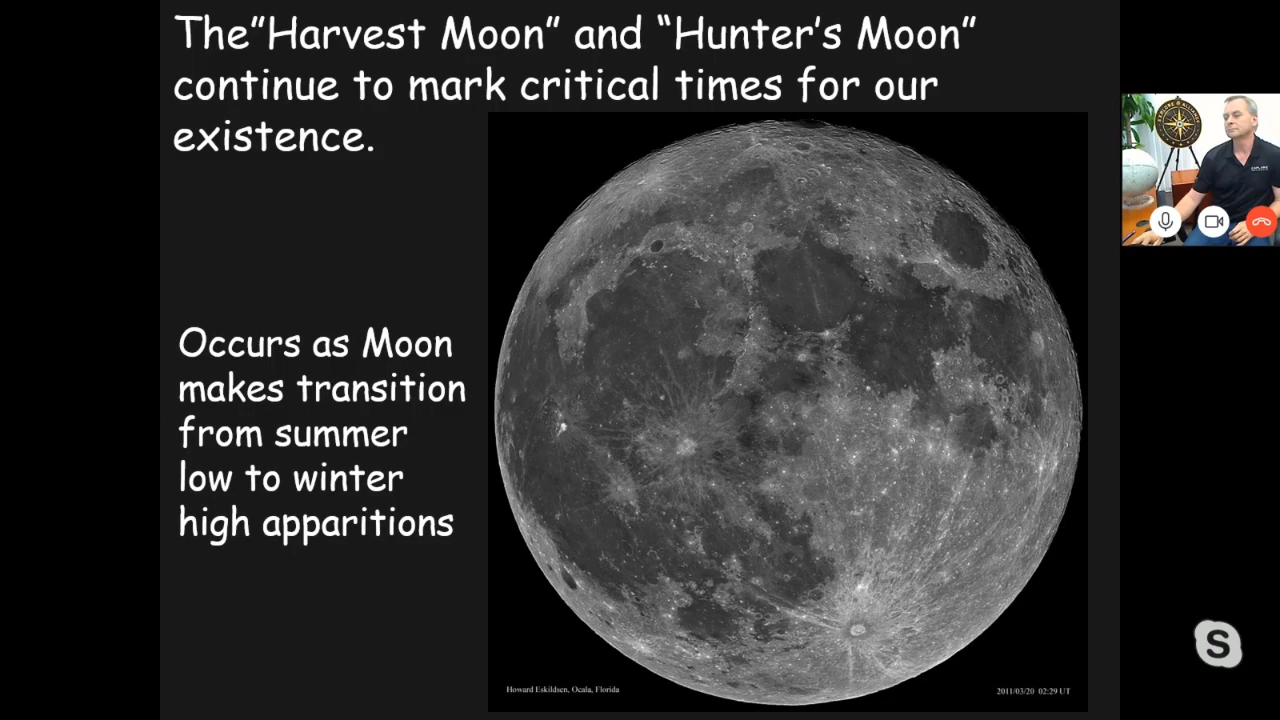 The”Harvest Moon” and “Hunter’s Moon”
continue to mark critical times for our
existence.
Occurs as Moon
makes transition
from summer
low to winter
high apparitions
Howard Eskildsen, Ocala, Florida
2011/03/20 02:29 UT
S